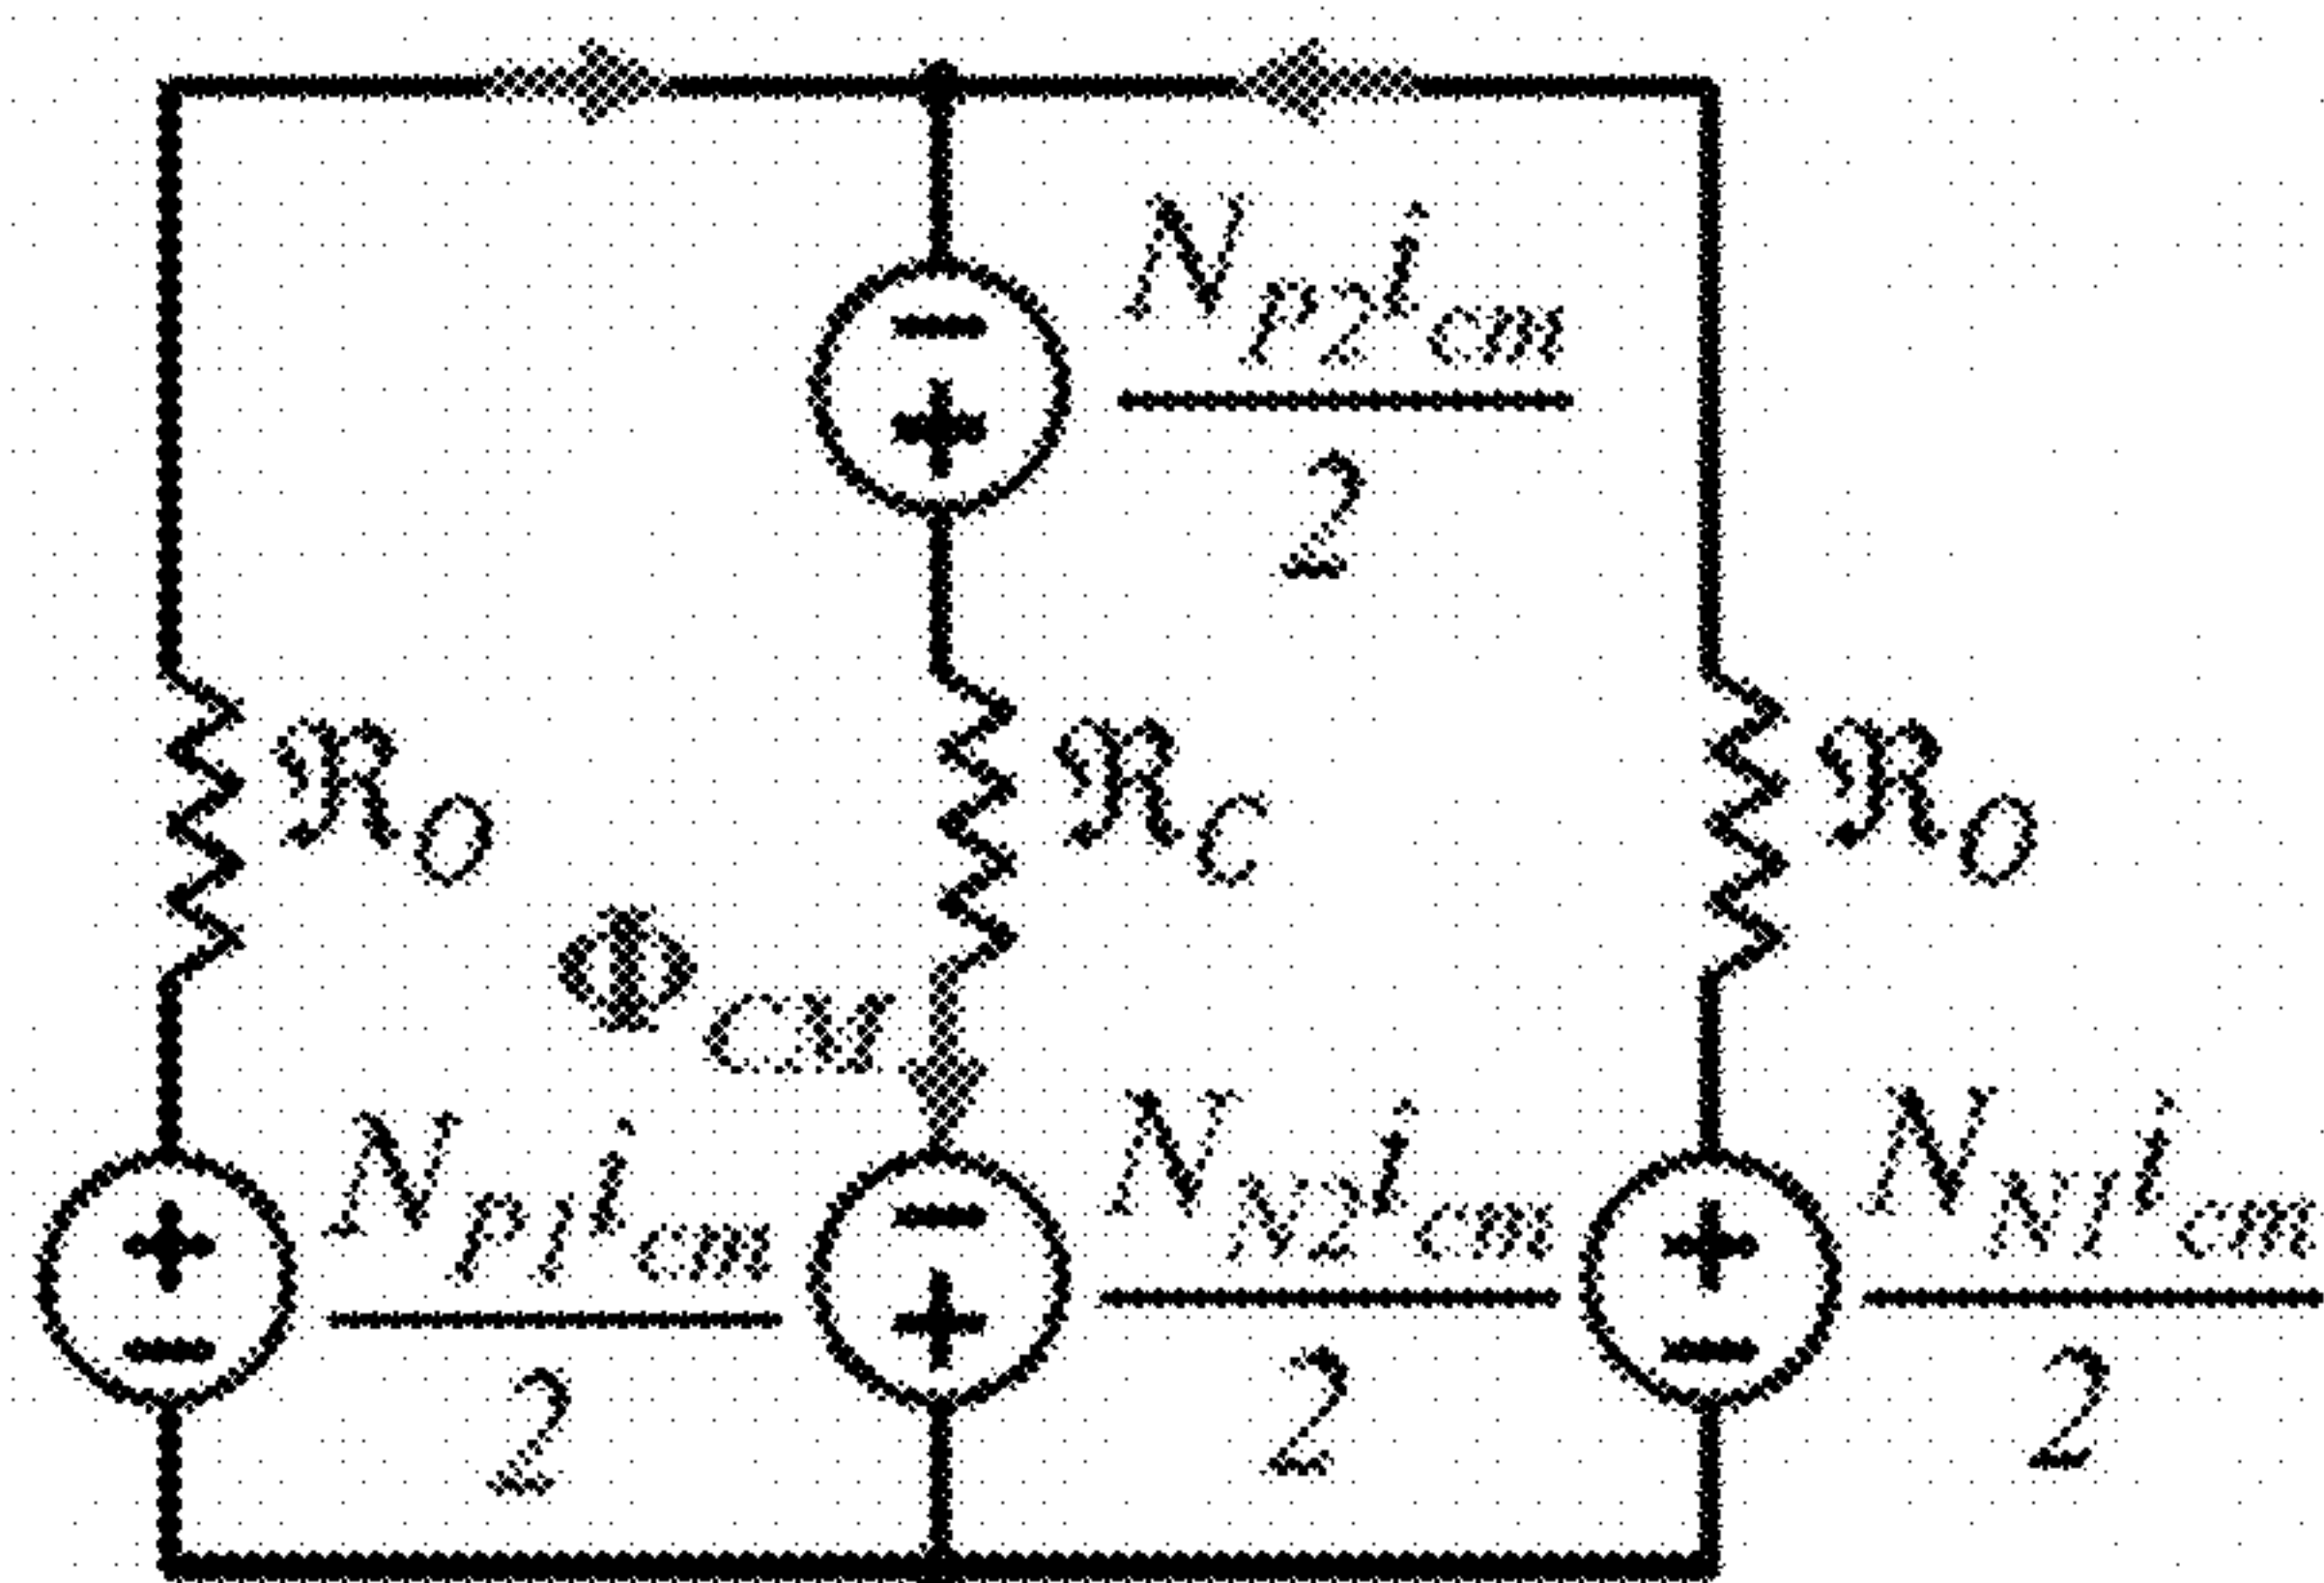 N_{p2}i_{cm}
2
ℜ_O
ℜ_C
ℜ_O
Φ_{CM}
N_{p1}i_{cm}
2
N_{N2}i_{cm}
2
N_{N1}i_{cm}
2